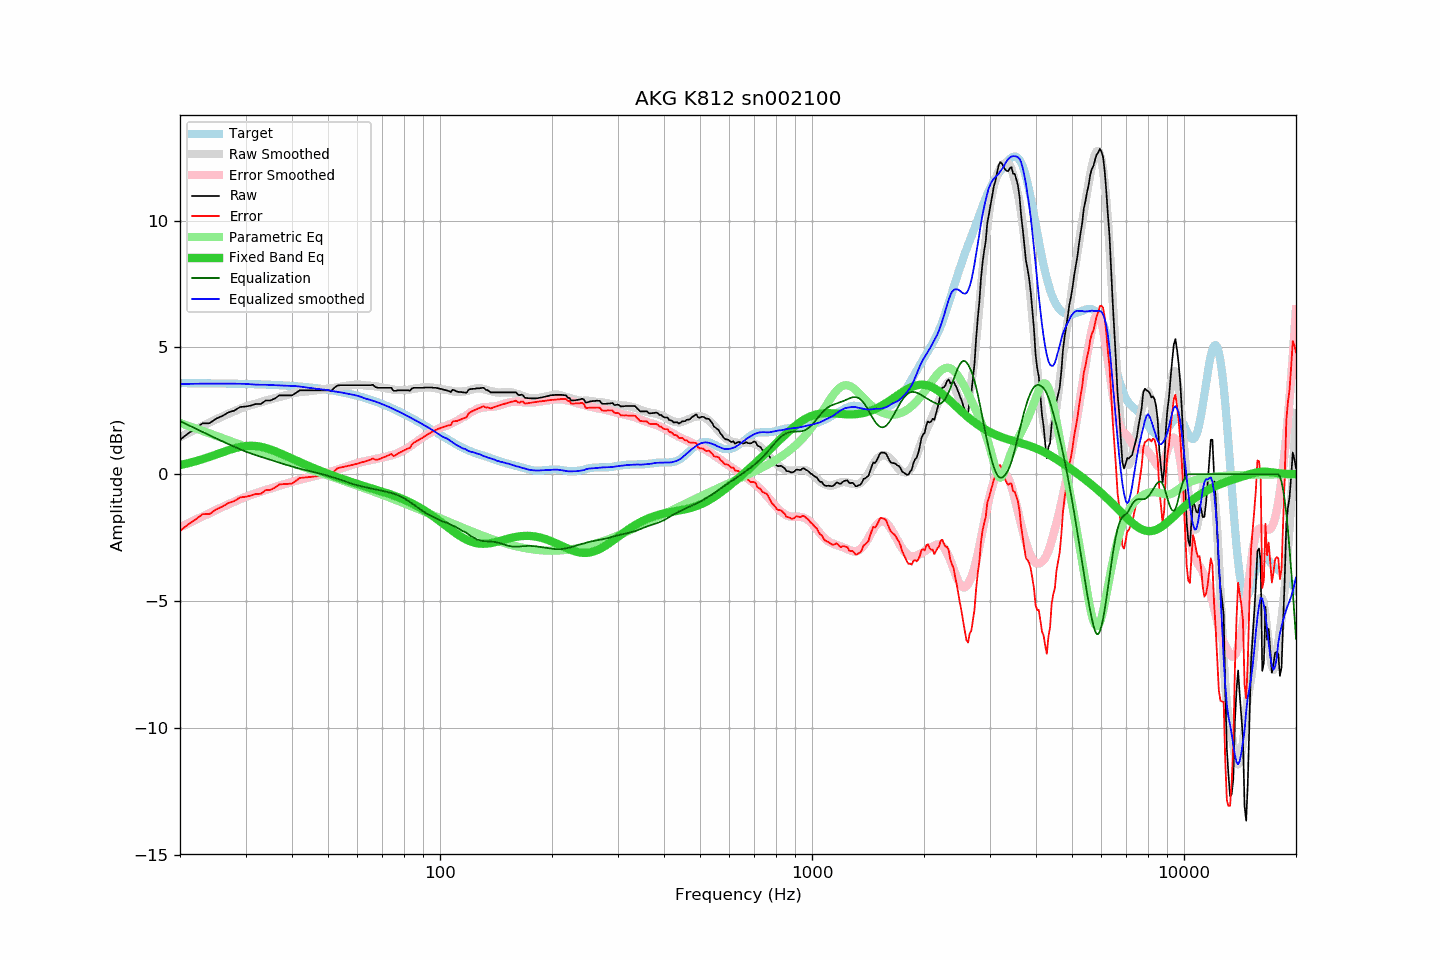 AKG K812 sn002100
Target
Raw Smoothed
Error Smoothed
Raw
Error
Parametric Eq
Fixed Band Eq
Equalization
Equalized smoothed
10
5
0
−5
−10
−15
Amplitude (dBr)
100
1000
10000
Frequency (Hz)